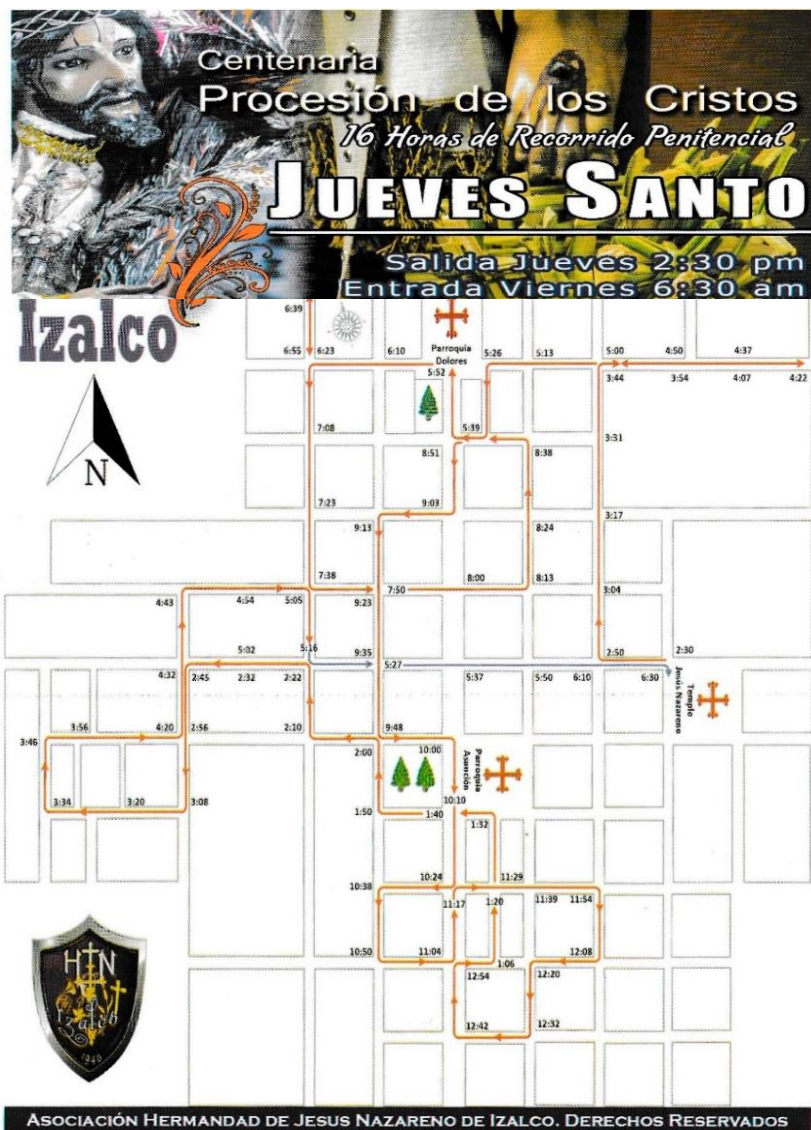 Centenaria
Procesión de los Cristos
16 Horas de Recorrido Penitencial
JUEVES SANTO
Salida Jueves 2:30 pm
Entrada Viernes 6:30 am
Izalco
6:39
Parroquia
Dolores
6:55 6:23 6:10 5:52 5:26 5:13 5:00 4:50 4:37
3:44 3:54 4:07 4:22
N
7:08 5:39 3:31
8:51 8:38
7:23 9:03
9:13 8:24 3:17
7:38 7:50 8:00 8:13 3:04
4:43 4:54 5:05 9:23
5:02 5:16 9:35 5:27 2:50 2:30
4:32 2:45 2:32 2:22 5:37 5:50 6:10 6:30
Templo
Jesús Nazareno
3:56 4:20 2:56 2:10 9:48
3:46 2:00 10:00
Parroquia
Asunción
3:34 3:20 3:08 1:50 1:40 10:10
1:32
10:38 10:24 11:29
11:17 1:20 11:39 11:54
10:50 11:04 1:06 12:08
12:54 12:20
12:42 12:32
H N
Izalco
1946
ASOCIACIÓN HERMANDAD DE JESUS NAZARENO DE IZALCO. DERECHOS RESERVADOS